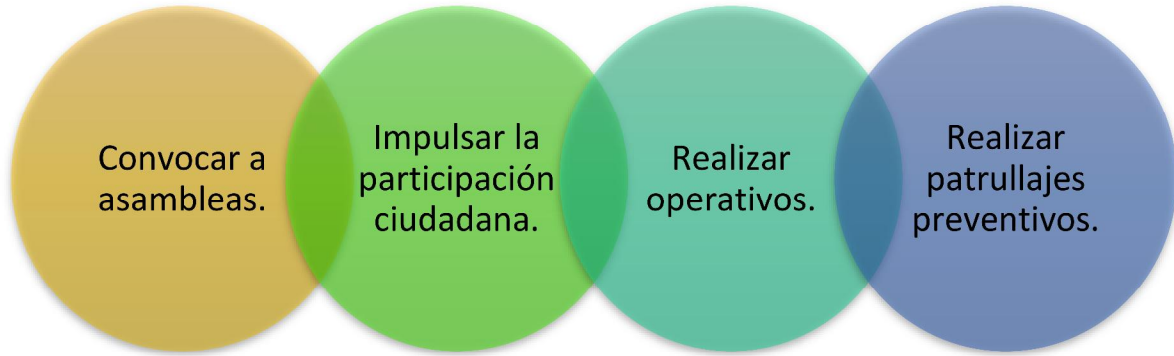 Convocar a
asambleas.
Impulsar la
participación
ciudadana.
Realizar
operativos.
Realizar
patrullajes
preventivos.